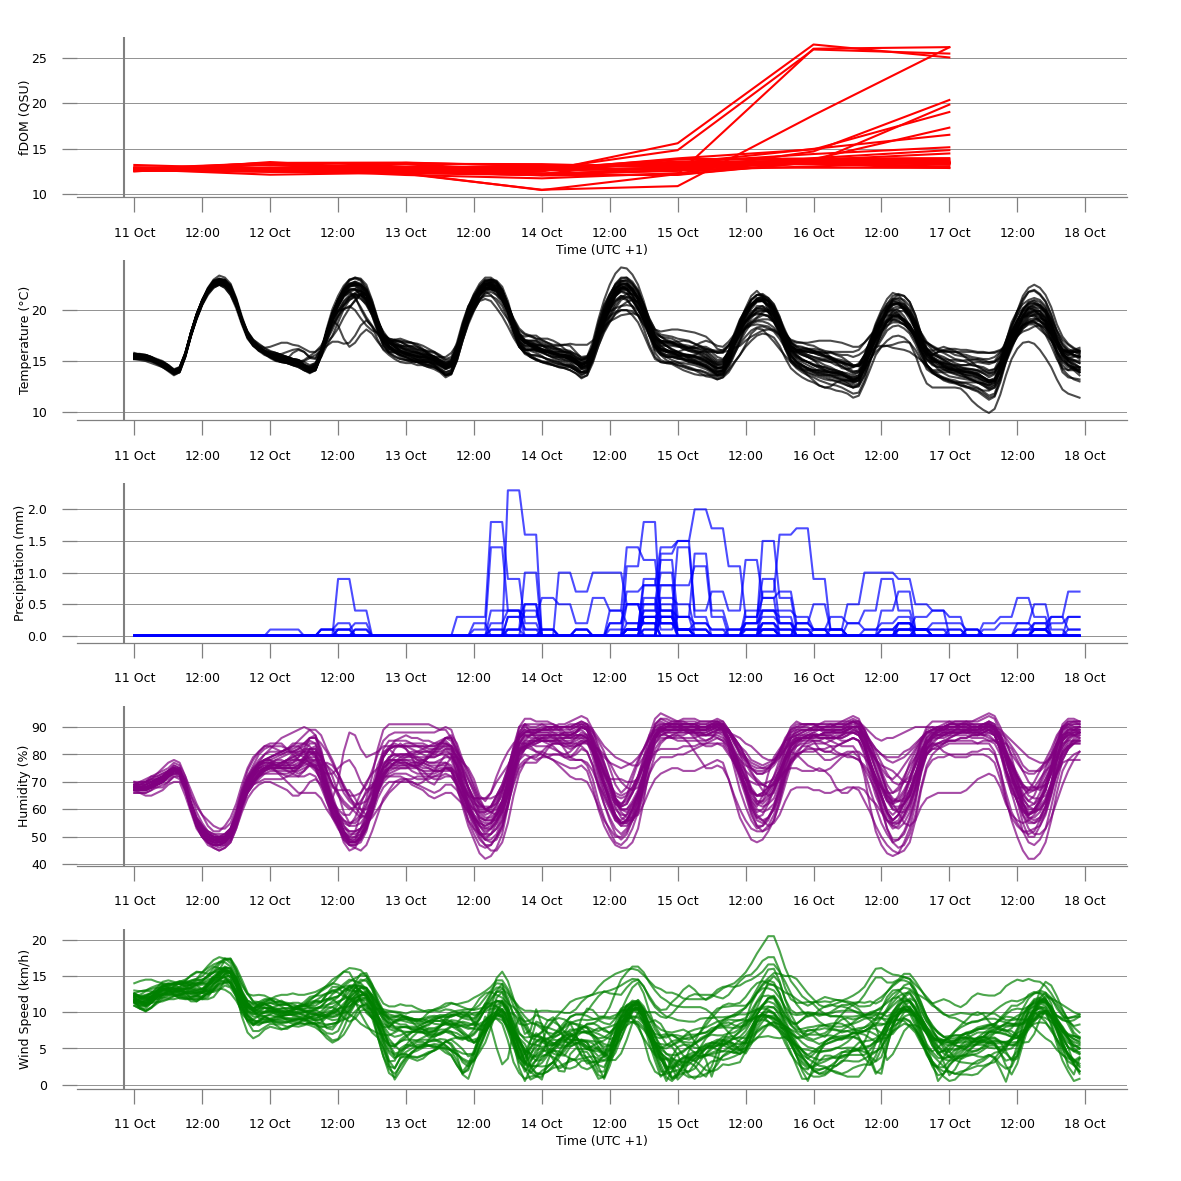 fDOM (QSU)
25
20
15
10
11 Oct 12:00 12 Oct 12:00 13 Oct 12:00 14 Oct 12:00 15 Oct 12:00 16 Oct 12:00 17 Oct 12:00 18 Oct
Time (UTC +1)
Temperature (°C)
20
15
10
11 Oct 12:00 12 Oct 12:00 13 Oct 12:00 14 Oct 12:00 15 Oct 12:00 16 Oct 12:00 17 Oct 12:00 18 Oct
Precipitation (mm)
2.0
1.5
1.0
0.5
0.0
11 Oct 12:00 12 Oct 12:00 13 Oct 12:00 14 Oct 12:00 15 Oct 12:00 16 Oct 12:00 17 Oct 12:00 18 Oct
Humidity (%)
90
80
70
60
50
40
11 Oct 12:00 12 Oct 12:00 13 Oct 12:00 14 Oct 12:00 15 Oct 12:00 16 Oct 12:00 17 Oct 12:00 18 Oct
Wind Speed (km/h)
20
15
10
5
0
11 Oct 12:00 12 Oct 12:00 13 Oct 12:00 14 Oct 12:00 15 Oct 12:00 16 Oct 12:00 17 Oct 12:00 18 Oct
Time (UTC +1)